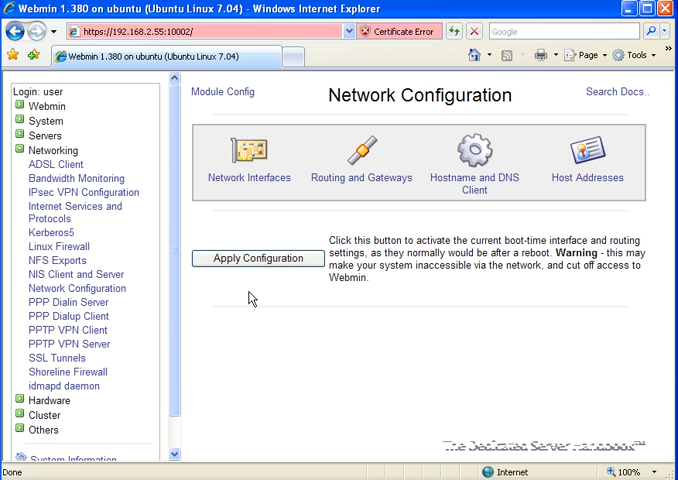 Webmin 1.380 on ubuntu (Ubuntu Linux 7.04) - Windows Internet Explorer
https://192.168.2.55:10002/
Certificate Error
Google
Webmin 1.380 on ubuntu (Ubuntu Linux 7.04)
Page
Tools
Login: user
Webmin
System
Servers
Networking
ADSL Client
Bandwidth Monitoring
IPsec VPN Configuration
Internet Services and
Protocols
Kerberos5
Linux Firewall
NFS Exports
NIS Client and Server
Network Configuration
PPP Dialin Server
PPP Dialup Client
PPTP VPN Client
PPTP VPN Server
SSL Tunnels
Shoreline Firewall
idmapd daemon
Hardware
Cluster
Others
System Information
Module Config
Network Configuration
Search Docs..
Network Interfaces
Routing and Gateways
Hostname and DNS
Client
Host Addresses
Apply Configuration
Click this button to activate the current boot-time interface and routing
settings, as they normally would be after a reboot. Warning - this may
make your system inaccessible via the network, and cut off access to
Webmin.
The Dedicated Server Handbook™
Done
Internet
100%